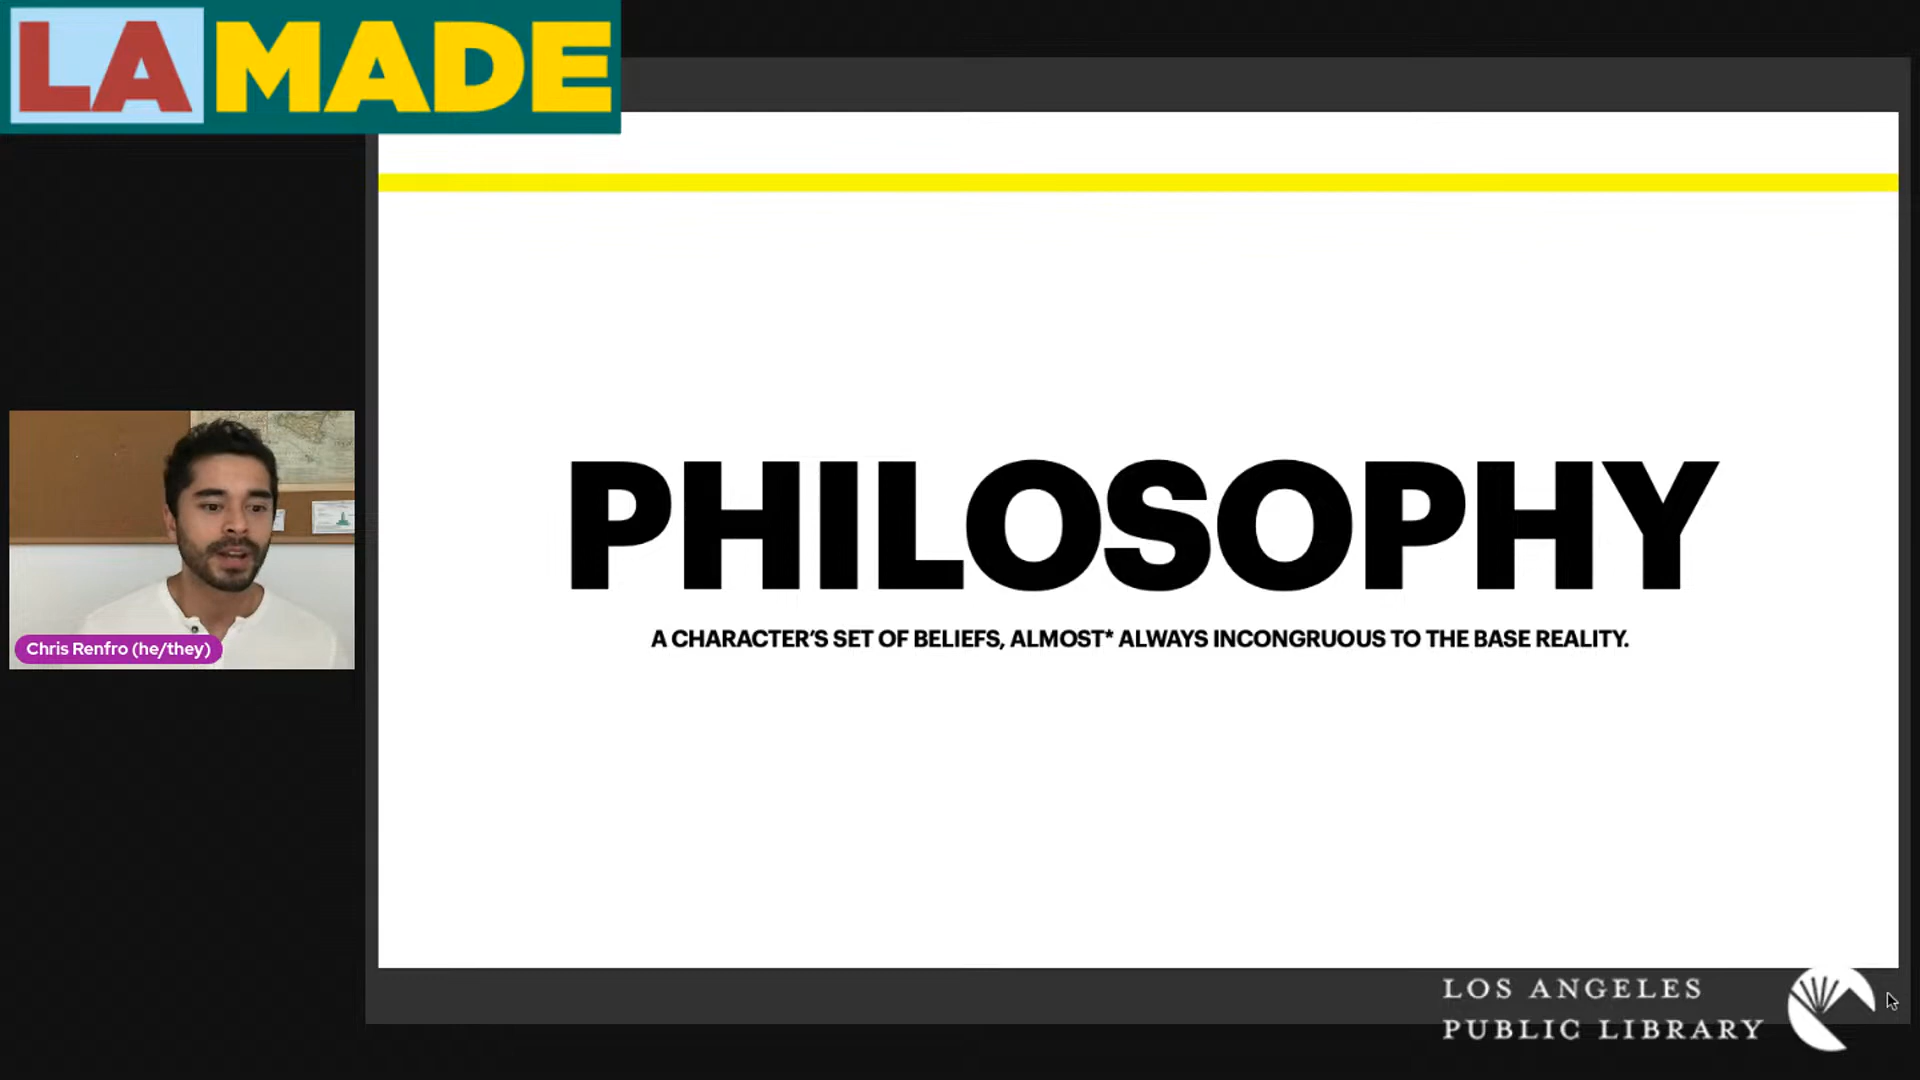 LA MADE
PHILOSOPHY
A CHARACTER'S SET OF BELIEFS, ALMOST* ALWAYS INCONGRUOUS TO THE BASE REALITY.
Chris Renfro (he/they)
LOS ANGELES
PUBLIC LIBRARY